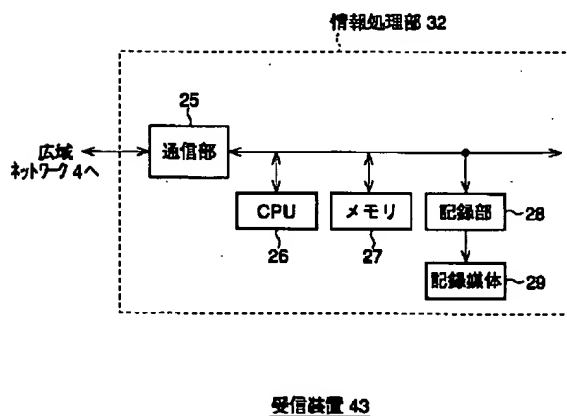 情報処理部 32
25
通信部
広域
ネットワーク 4へ
CPU
メモリ
記録部
28
26
27
記録媒体
29
受信装置 43